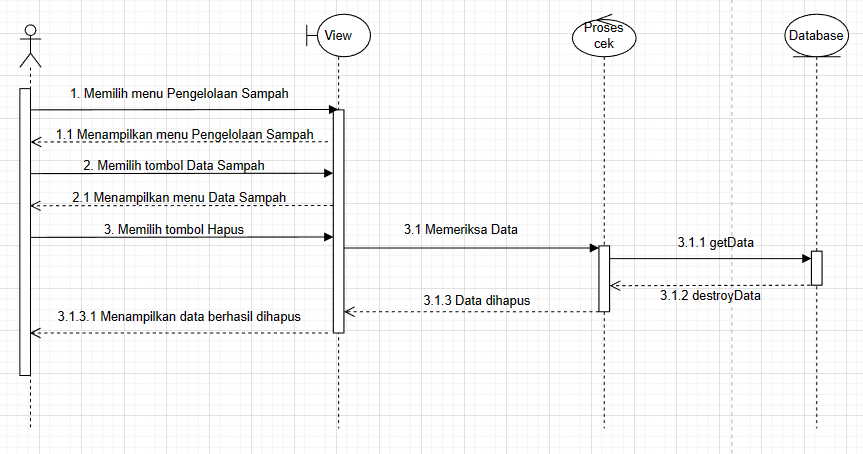 View
Proses
cek
Database
1. Memilih menu Pengelolaan Sampah
1.1 Menampilkan menu Pengelolaan Sampah
2. Memilih tombol Data Sampah
2.1 Menampilkan menu Data Sampah
3. Memilih tombol Hapus
3.1 Memeriksa Data
3.1.1 getData
3.1.2 destroyData
3.1.3 Data dihapus
3.1.3.1 Menampilkan data berhasil dihapus